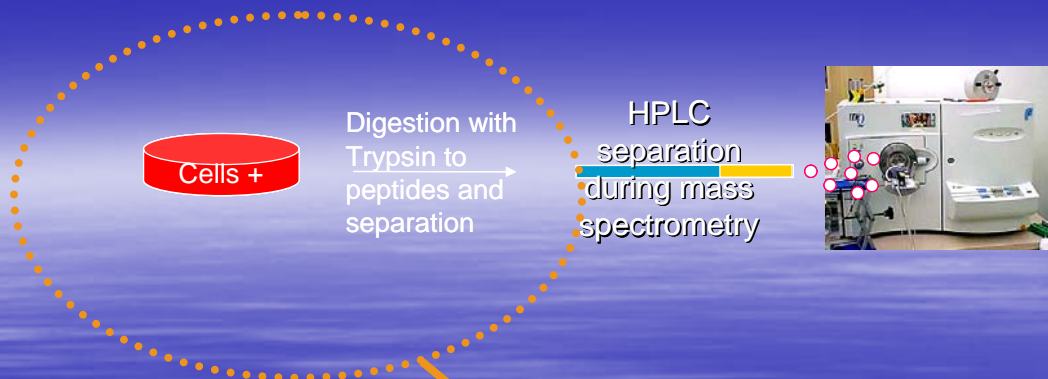 Cells +
Digestion with
Trypsin to
peptides and
separation
HPLC
separation
during mass
spectrometry